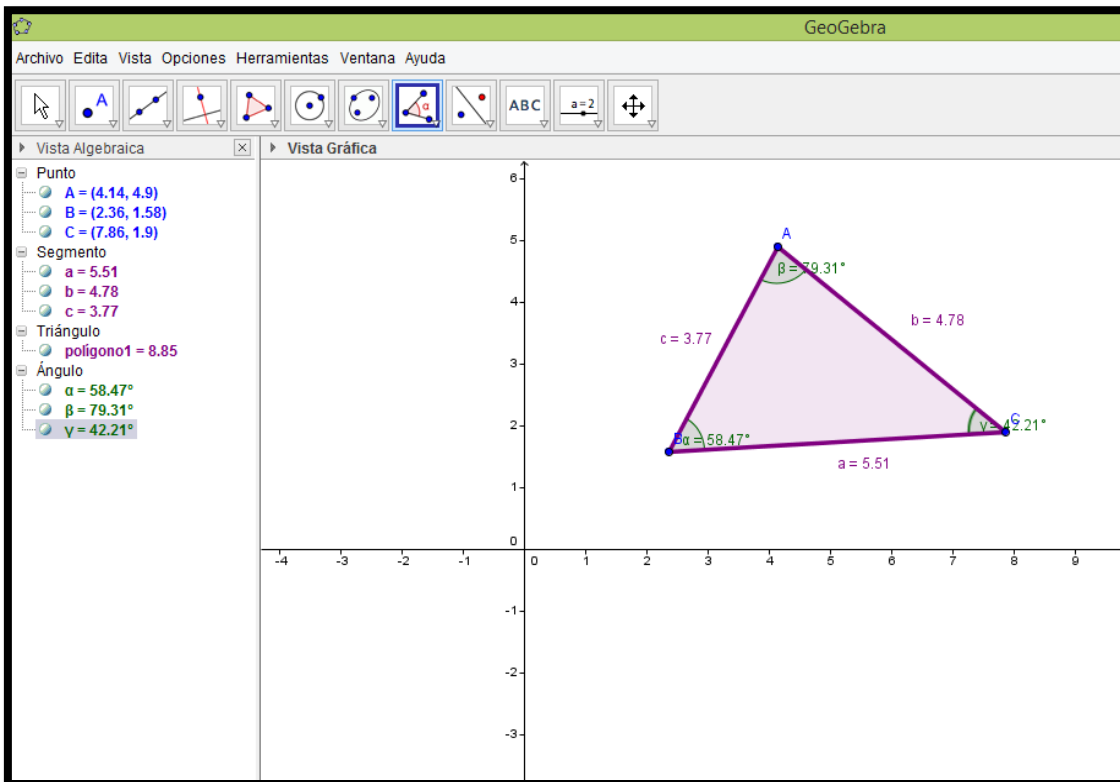 GeoGebra
Archivo Edita Vista Opciones Herramientas Ventana Ayuda
A α ABC a=2
Vista Algebraica Vista Gráfica
Punto
A = (4.14, 4.9)
B = (2.36, 1.58)
C = (7.86, 1.9)
Segmento
a = 5.51
b = 4.78
c = 3.77
Triángulo
polígono1 = 8.85
Ángulo
α = 58.47°
β = 79.31°
γ = 42.21°
6
5
4
3
2
1
0
-1
-2
-3
-4 -3 -2 -1 0 1 2 3 4 5 6 7 8 9
A
β = 79.31°
b = 4.78
c = 3.77
C
γ = 42.21°
B
α = 58.47°
a = 5.51